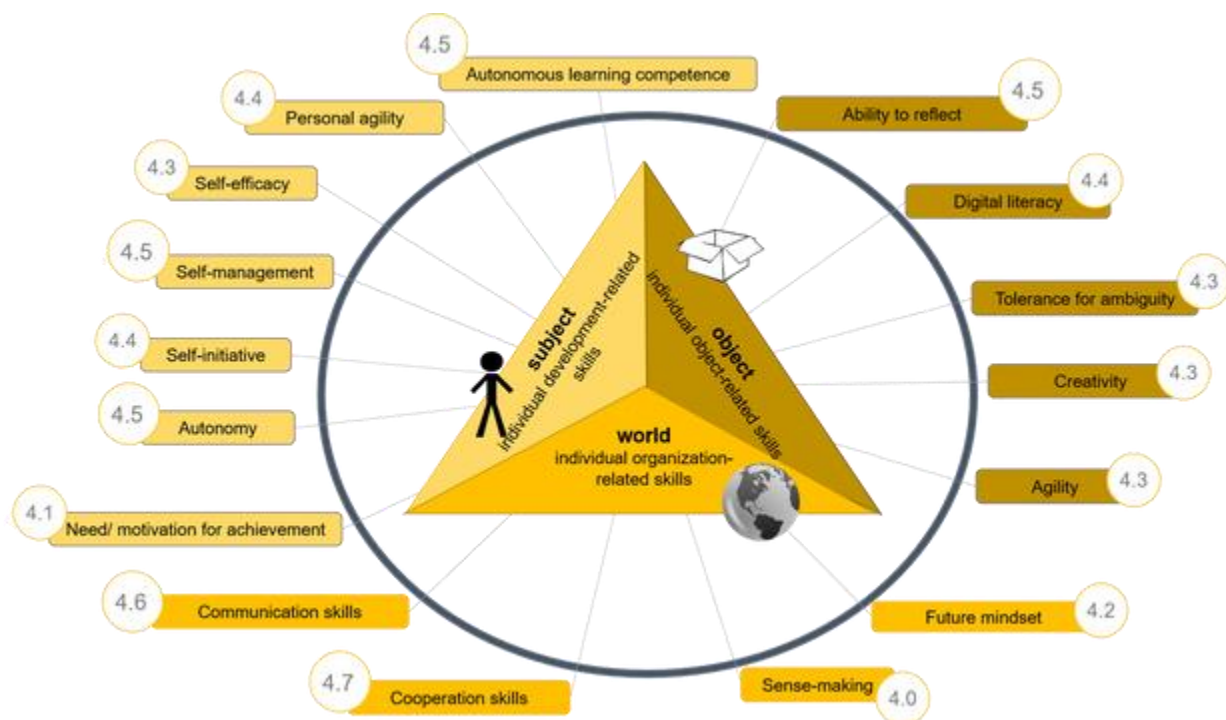 4.5
Autonomous learning competence
4.4
Personal agility
4.5
Ability to reflect
4.3
Self-efficacy
4.4
Digital literacy
4.5
Self-management
4.3
Tolerance for ambiguity
4.4
Self-initiative
4.3
Creativity
4.5
Autonomy
4.3
Agility
4.1
Need/ motivation for achievement
4.6
Communication skills
4.2
Future mindset
4.7
Cooperation skills
Sense-making
4.0
subject
individual development-related
skills
object
individual object-related skills
world
individual organization-
related skills